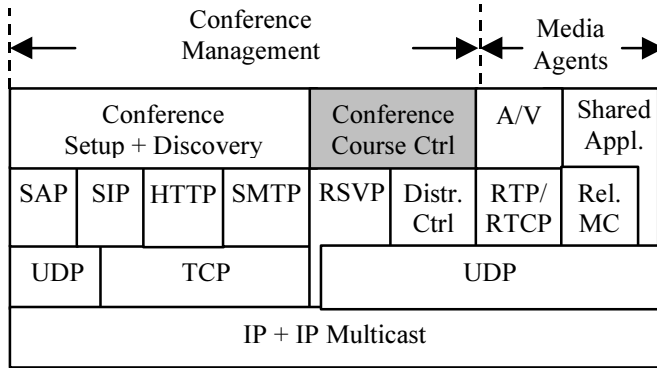 Conference
Management
Media
Agents
Conference
Setup + Discovery
Conference
Course Ctrl
A/V
Shared
Appl.
SAP
SIP
HTTP
SMTP
RSVP
Distr.
Ctrl
RTP/
RTCP
Rel.
MC
UDP
TCP
UDP
IP + IP Multicast